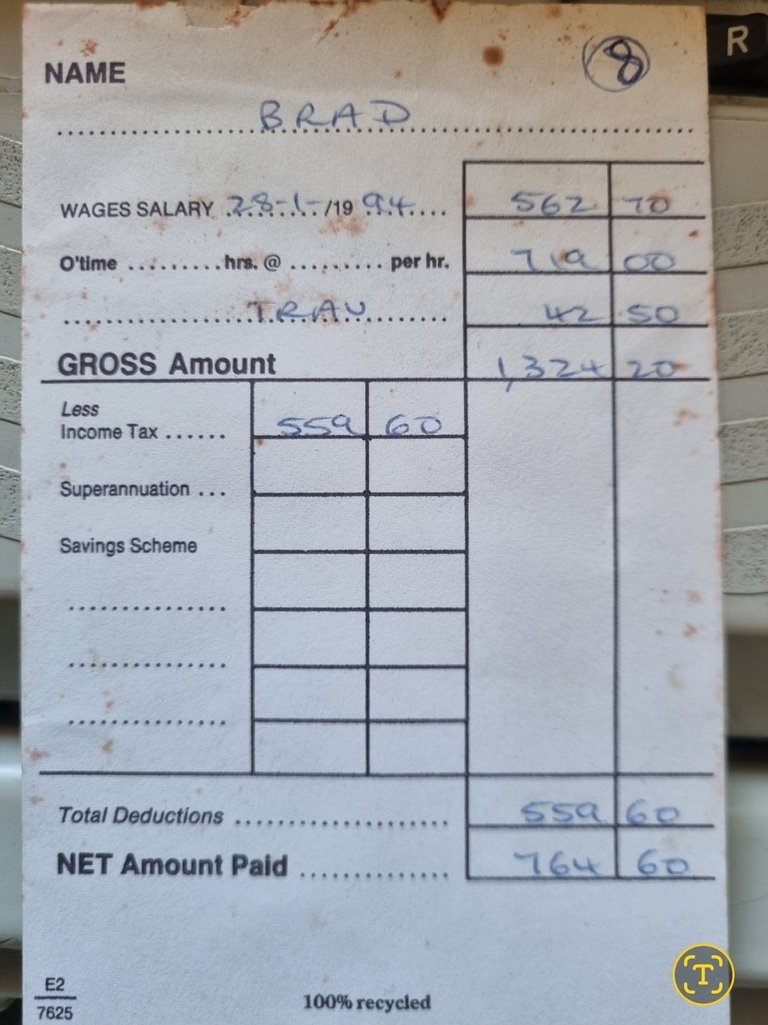 R
8
NAME
BRAD
WAGES SALARY 28-1-/19 94 562 70
O'time .........hrs. @ ......... per hr. 719 00
TRAV 42 50
GROSS Amount 1,324 20
Less
Income Tax ...... 559 60
Superannuation ...
Savings Scheme
Total Deductions ...................... 559 60
NET Amount Paid ............... 764 60
E2
7625
100% recycled
T